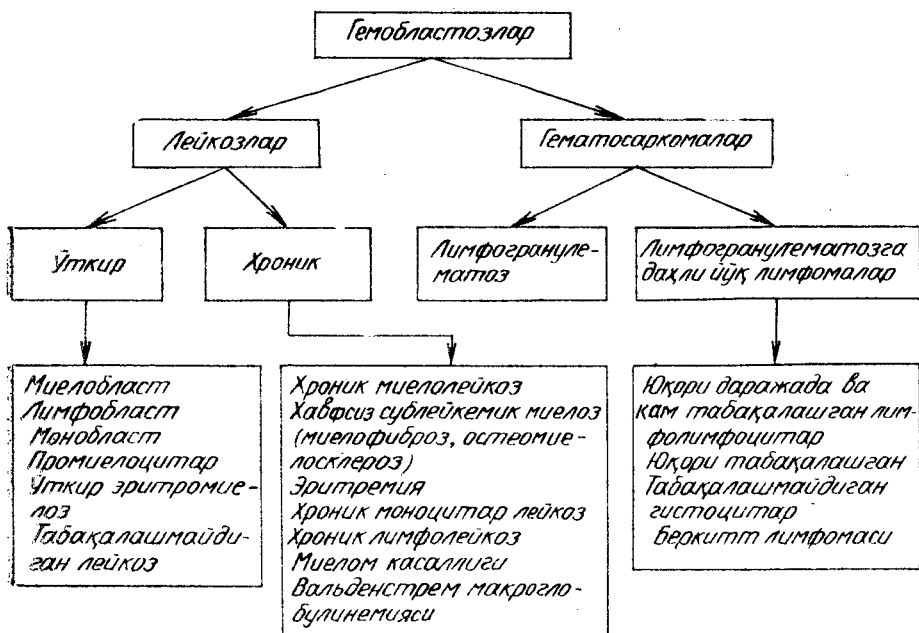 Гемобластозлар
Лейкозлар
Гематосаркомалар
Ўткир
Хроник
Лимфогрануле-
матоз
Лимфогранулематозга
даҳли йўқ лимфомалар
Миелобласт
Лимфобласт
Монобласт
Промиелоцитар
Ўткир эритромие-
лоз
Табақалашмайди-
ган лейкоз
Хроник миелолейкоз
Хавфсиз сублейкемик миелоз
(миелофиброз, остеомие-
лосклероз)
Эритремия
Хроник моноцитар лейкоз
Хроник лимфолейкоз
Миелом касаллиги
Вальденстрем макрогло-
булинемияси
Юқори даражада ва
кам табақалашган лим-
фолимфоцитар
Юқори табақалашган
Табақалашмайдиган
гистоцитар
Беркитт лимфомаси